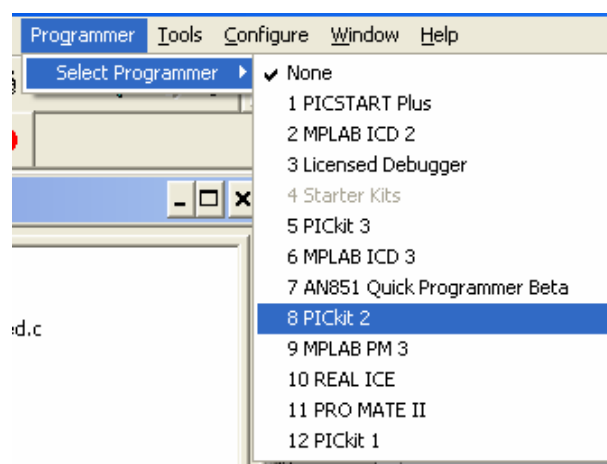 Programmer Tools Configure Window Help
Select Programmer
None
1 PICSTART Plus
2 MPLAB ICD 2
3 Licensed Debugger
4 Starter Kits
5 PICkit 3
6 MPLAB ICD 3
7 AN851 Quick Programmer Beta
8 PICkit 2
ed.c
9 MPLAB PM 3
10 REAL ICE
11 PRO MATE II
12 PICkit 1